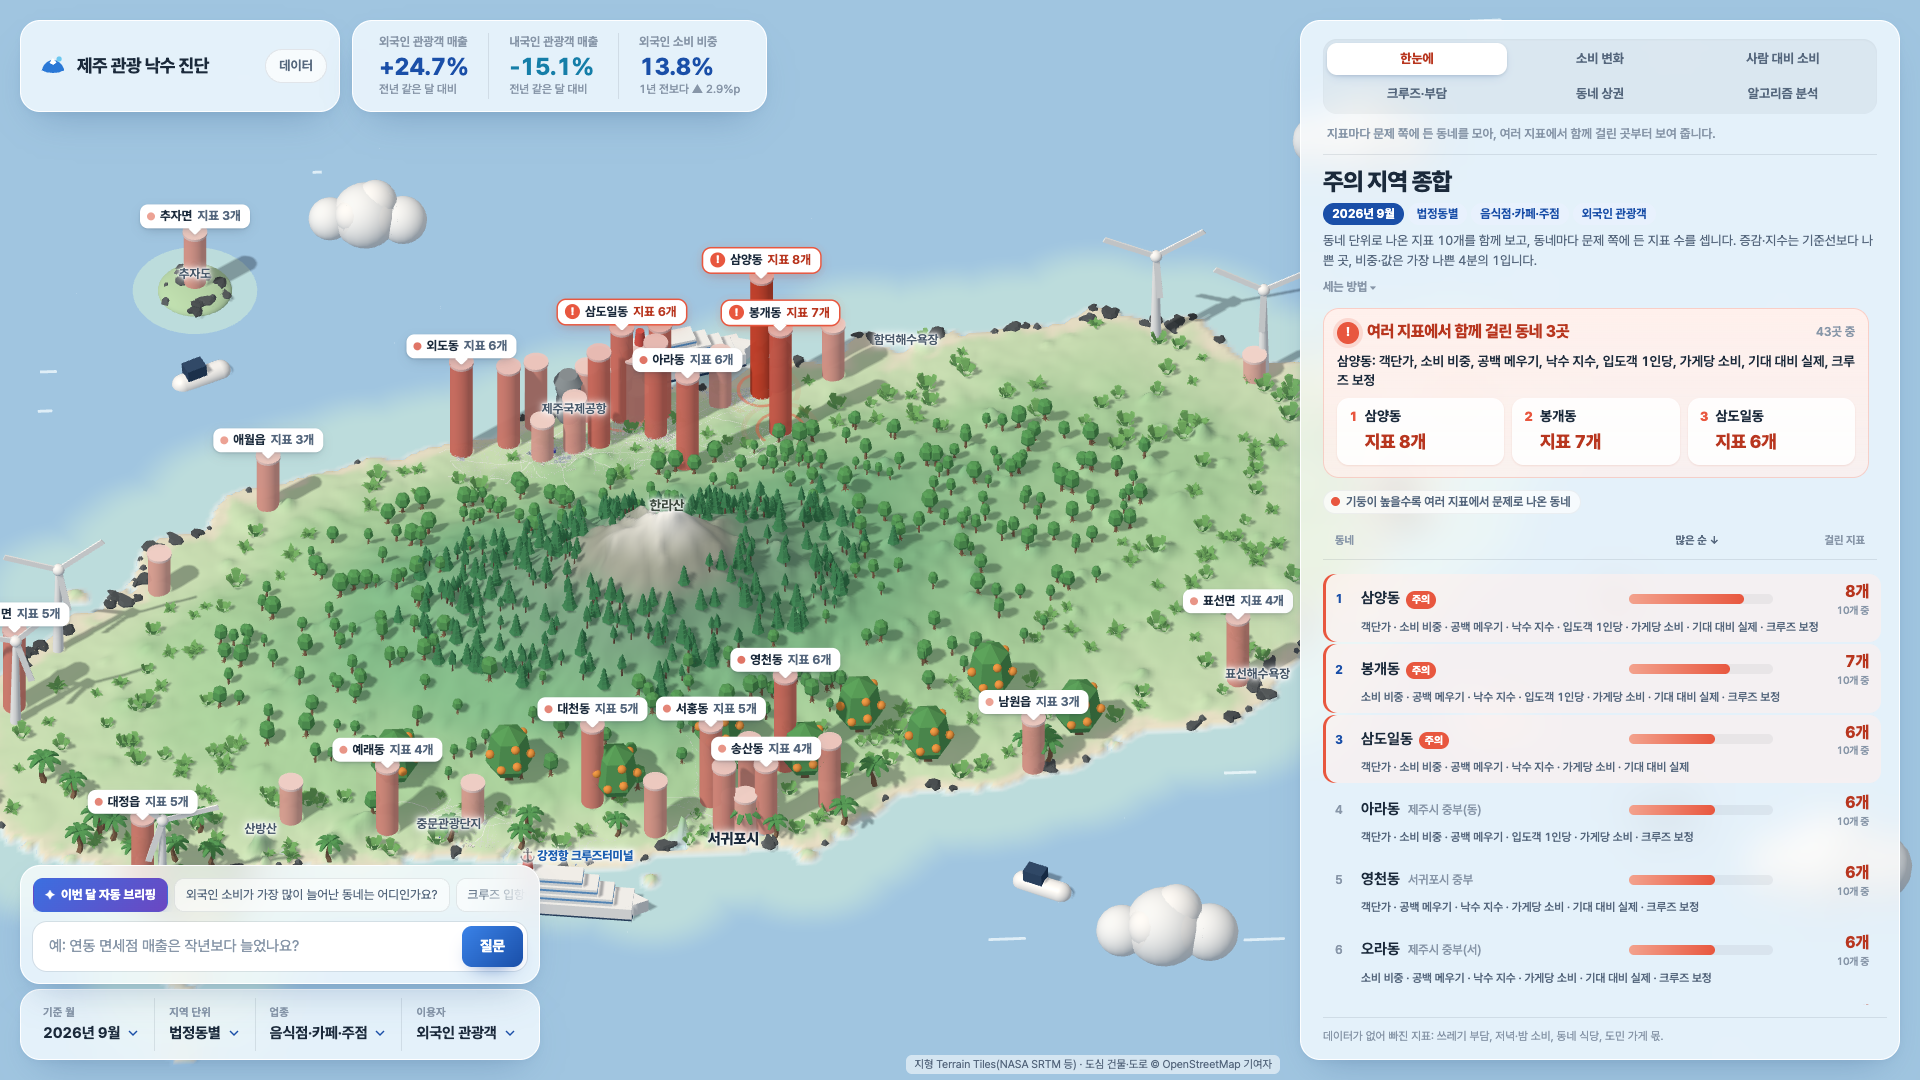 제주 관광 낙수 진단
데이터
외국인 관광객 매출
+24.7%
전년 같은 달 대비
내국인 관광객 매출
-15.1%
전년 같은 달 대비
외국인 소비 비중
13.8%
1년 전보다 ▲ 2.9%p
추자면 지표 3개
추자도
! 삼양동 지표 8개
! 삼도일동 지표 6개
! 봉개동 지표 7개
외도동 지표 6개
아라동 지표 6개
함덕해수욕장
제주국제공항
애월읍 지표 3개
한라산
면 지표 5개
표선면 지표 4개
표선해수욕장
영천동 지표 6개
남원읍 지표 3개
대천동 지표 5개
서홍동 지표 5개
예래동 지표 4개
송산동 지표 4개
대정읍 지표 5개
산방산
중문관광단지
서귀포시
강정항 크루즈터미널
✦ 이번 달 자동 브리핑
외국인 소비가 가장 많이 늘어난 동네는 어디인가요?
크루즈 입항
예: 연동 면세점 매출은 작년보다 늘었나요?
질문
기준 월
2026년 9월
지역 단위
법정동별
업종
음식점·카페·주점
이용자
외국인 관광객
지형 Terrain Tiles(NASA SRTM 등) · 도심 건물·도로 © OpenStreetMap 기여자
한눈에
소비 변화
사람 대비 소비
크루즈·부담
동네 상권
알고리즘 분석
지표마다 문제 쪽에 든 동네를 모아, 여러 지표에서 함께 걸린 곳부터 보여 줍니다.
주의 지역 종합
2026년 9월
법정동별
음식점·카페·주점
외국인 관광객
동네 단위로 나온 지표 10개를 함께 보고, 동네마다 문제 쪽에 든 지표 수를 셉니다. 증감·지수는 기준선보다 나
쁜 곳, 비중·값은 가장 나쁜 4분의 1입니다.
세는 방법
! 여러 지표에서 함께 걸린 동네 3곳
43곳 중
삼양동: 객단가, 소비 비중, 공백 메우기, 낙수 지수, 입도객 1인당, 가게당 소비, 기대 대비 실제, 크루
즈 보정
1 삼양동
지표 8개
2 봉개동
지표 7개
3 삼도일동
지표 6개
기둥이 높을수록 여러 지표에서 문제로 나온 동네
동네
많은 순 ↓
걸린 지표
1 삼양동 주의
8개
10개 중
객단가 · 소비 비중 · 공백 메우기 · 낙수 지수 · 입도객 1인당 · 가게당 소비 · 기대 대비 실제 · 크루즈 보정
2 봉개동 주의
7개
10개 중
소비 비중 · 공백 메우기 · 낙수 지수 · 입도객 1인당 · 가게당 소비 · 기대 대비 실제 · 크루즈 보정
3 삼도일동 주의
6개
10개 중
객단가 · 소비 비중 · 공백 메우기 · 낙수 지수 · 가게당 소비 · 기대 대비 실제
4 아라동 제주시 중부(동)
6개
10개 중
객단가 · 소비 비중 · 공백 메우기 · 입도객 1인당 · 가게당 소비 · 크루즈 보정
5 영천동 서귀포시 중부
6개
10개 중
객단가 · 공백 메우기 · 낙수 지수 · 가게당 소비 · 기대 대비 실제 · 크루즈 보정
6 오라동 제주시 중부(서)
6개
10개 중
소비 비중 · 공백 메우기 · 낙수 지수 · 가게당 소비 · 기대 대비 실제 · 크루즈 보정
데이터가 없어 빠진 지표: 쓰레기 부담, 저녁·밤 소비, 동네 식당, 도민 가게 몫.